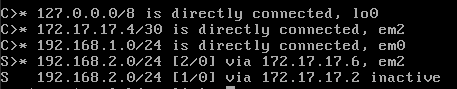 C>* 127.0.0.0/8 is directly connected, lo0
C>* 172.17.17.4/30 is directly connected, em2
C>* 192.168.1.0/24 is directly connected, em0
S>* 192.168.2.0/24 [2/0] via 172.17.17.6, em2
S   192.168.2.0/24 [1/0] via 172.17.17.2 inactive